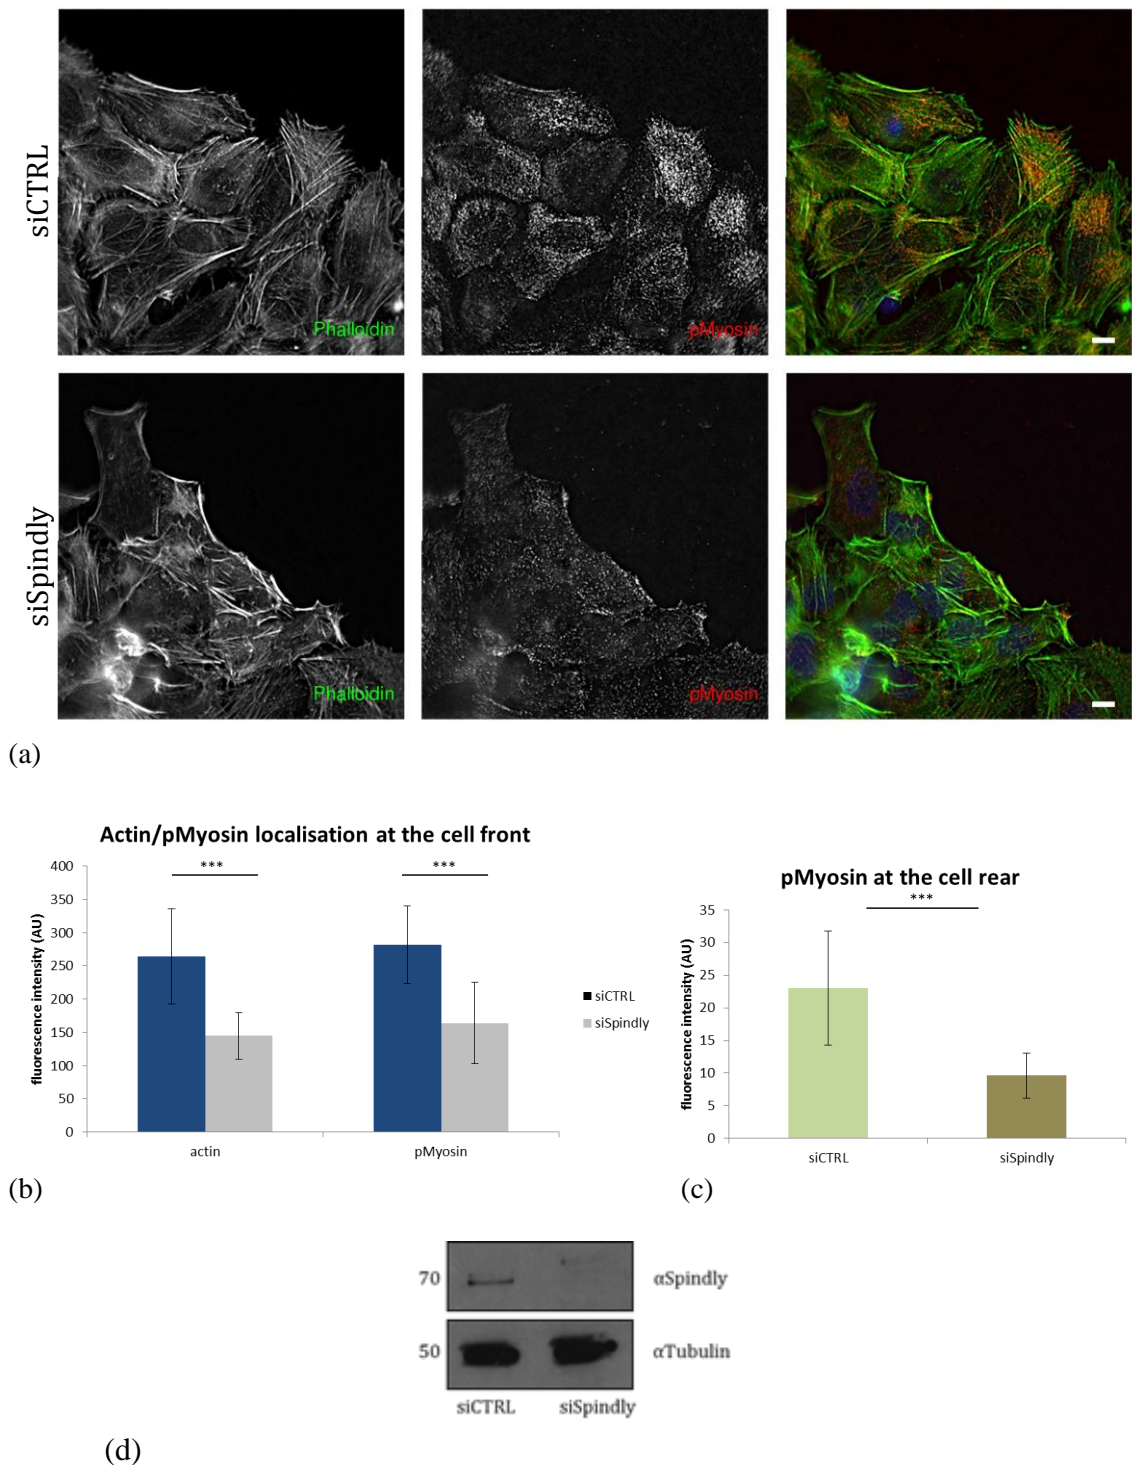 siCTRL
Phalloidin
pMyosin
siSpindly
Phalloidin
pMyosin
(a)
Actin/pMyosin localisation at the cell front
***
***
400
350
300
250
200
150
100
50
0
fluorescence intensity (AU)
actin
pMyosin
siCTRL
siSpindly
(b)
pMyosin at the cell rear
***
35
30
25
20
15
10
5
0
fluorescence intensity (AU)
siCTRL
siSpindly
(c)
70
αSpindly
50
αTubulin
siCTRL
siSpindly
(d)